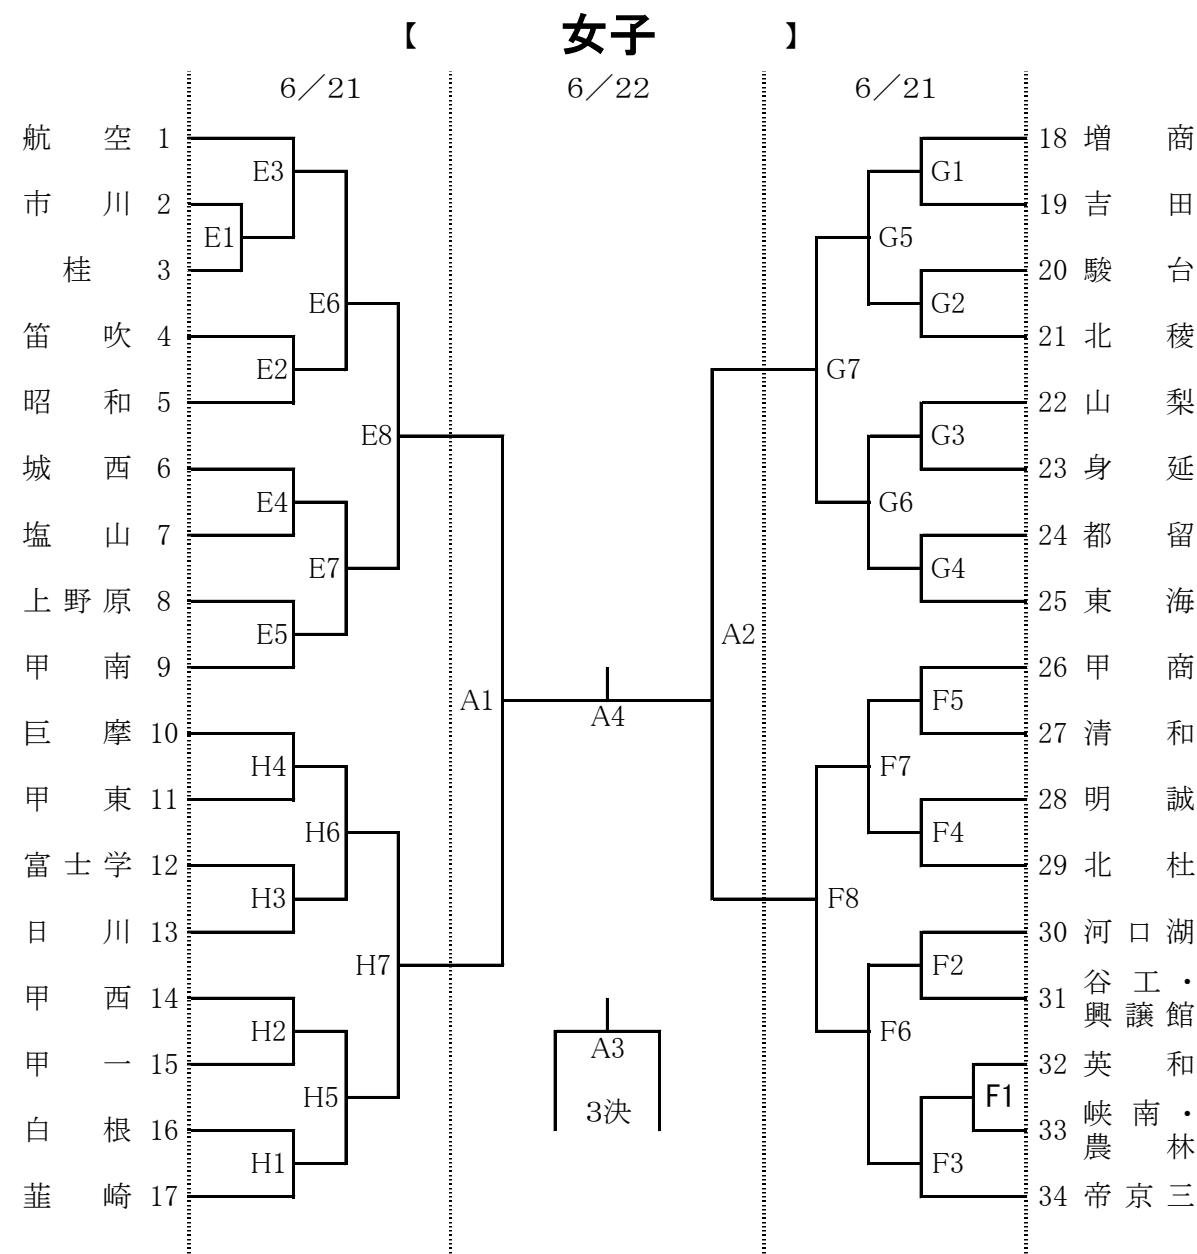 【 女子 】
6／21 6／22 6／21
航空 1
市川 2
桂 3
笛吹 4
昭和 5
城西 6
塩山 7
上野原 8
甲南 9
巨摩 10
甲東 11
富士学 12
日川 13
甲西 14
甲一 15
白根 16
韮崎 17
E3
E1
E6
E2
E8
E4
E7
E5
A1
H4
H6
H3
H7
H2
H5
H1
A4
A3
3決
A2
G1
G5
G2
G7
G3
G6
G4
F5
F7
F4
F8
F2
F6
F1
F3
18 増商
19 吉田
20 駿台
21 北稜
22 山梨
23 身延
24 都留
25 東海
26 甲商
27 清和
28 明誠
29 北杜
30 河口湖
31 谷工・
興譲館
32 英和
33 峡南・
農林
34 帝京三